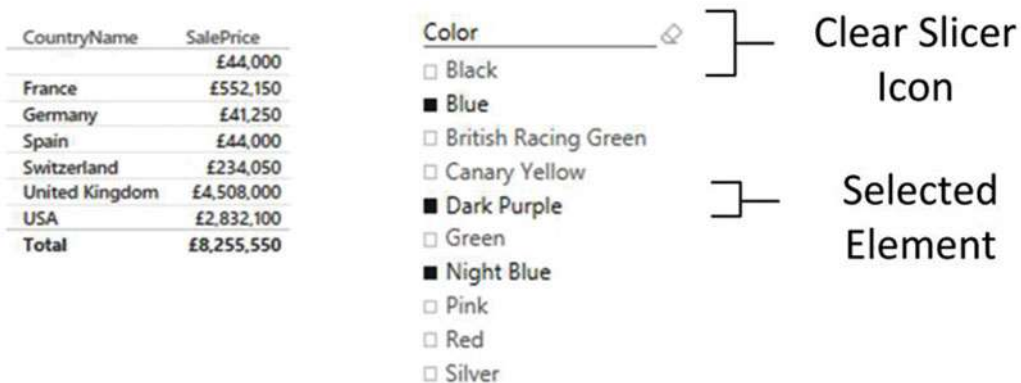 CountryName SalePrice
£44,000
France £552,150
Germany £41,250
Spain £44,000
Switzerland £234,050
United Kingdom £4,508,000
USA £2,832,100
Total £8,255,550
Color
Black
Blue
British Racing Green
Canary Yellow
Dark Purple
Green
Night Blue
Pink
Red
Silver
Clear Slicer
Icon
Selected
Element